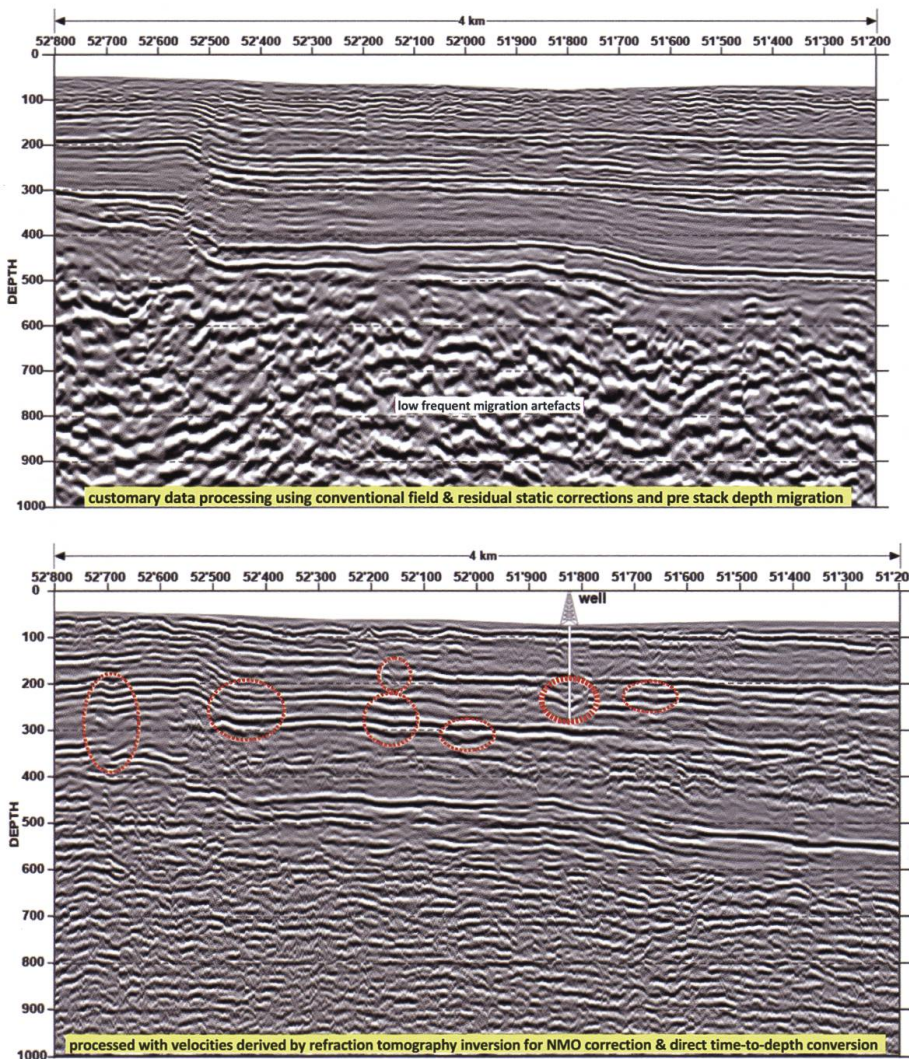 4 km
52'800 52'700 52'600 52'500 52'400 52'300 52'200 52'100 52'000 51'900 51'800 51'700 51'600 51'500 51'400 51'300 51'200
0
100
200
300
400
500
600
700
800
900
1000
DEPTH
low frequent migration artefacts
customary data processing using conventional field & residual static corrections and pre stack depth migration
4 km
52'800 52'700 52'600 52'500 52'400 52'300 52'200 52'100 52'000 51'900 51'800 51'700 51'600 51'500 51'400 51'300 51'200
0
well
100
200
300
400
500
600
700
800
900
1000
DEPTH
processed with velocities derived by refraction tomography inversion for NMO correction & direct time-to-depth conversion